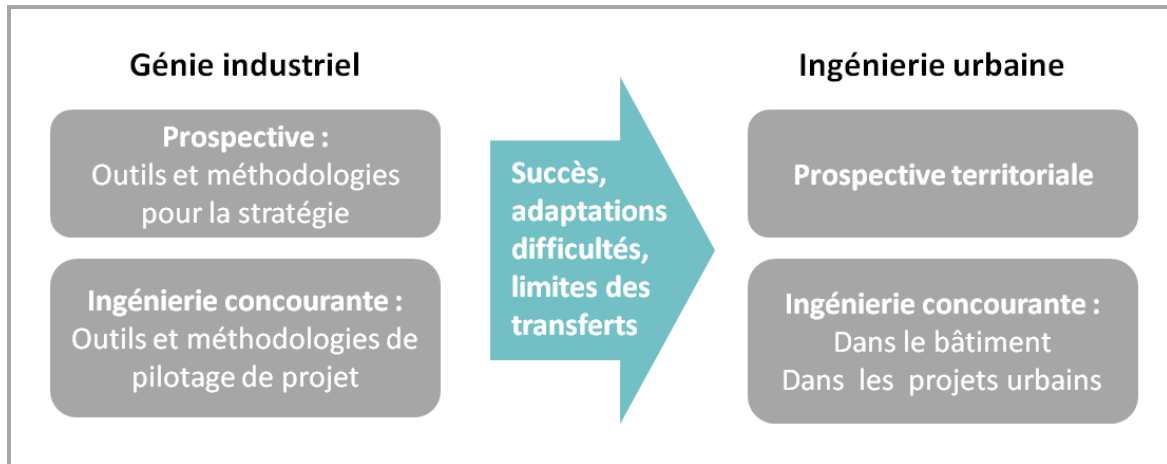 Génie industriel
Prospective :
Outils et méthodologies
pour la stratégie
Ingénierie concourante :
Outils et méthodologies de
pilotage de projet
Succès,
adaptations
difficultés,
limites des
transferts
Ingénierie urbaine
Prospective territoriale
Ingénierie concourante :
Dans le bâtiment
Dans les projets urbains